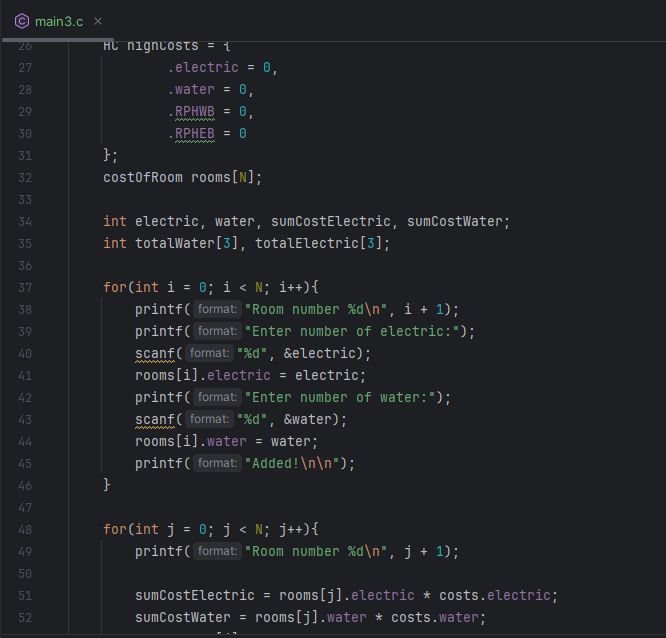 main3.c
26 HC highCosts = {
27 .electric = 0,
28 .water = 0,
29 .RPHWB = 0,
30 .RPHEB = 0
31 };
32 costOfRoom rooms[N];
33
34 int electric, water, sumCostElectric, sumCostWater;
35 int totalWater[3], totalElectric[3];
36
37 for(int i = 0; i < N; i++){
38 printf( format: "Room number %d\n", i + 1);
39 printf( format: "Enter number of electric:");
40 scanf( format: "%d", &electric);
41 rooms[i].electric = electric;
42 printf( format: "Enter number of water:");
43 scanf( format: "%d", &water);
44 rooms[i].water = water;
45 printf( format: "Added!\n\n");
46 }
47
48 for(int j = 0; j < N; j++){
49 printf( format: "Room number %d\n", j + 1);
50
51 sumCostElectric = rooms[j].electric * costs.electric;
52 sumCostWater = rooms[j].water * costs.water;